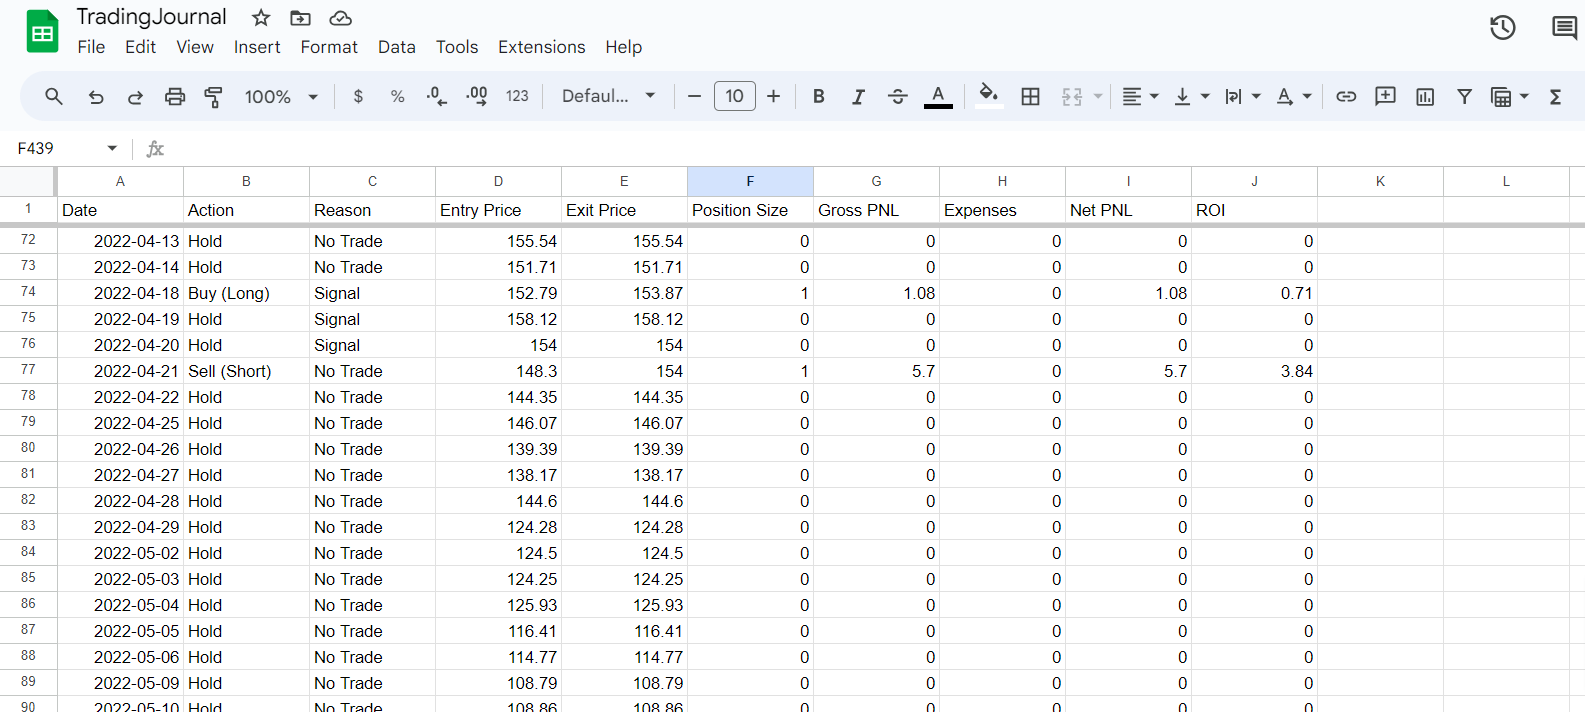 TradingJournal
File Edit View Insert Format Data Tools Extensions Help
100% $ % .0 .00 123 Defaul... − 10 + B I S A A Σ
F439 fx
A B C D E F G H I J K L
1 Date Action Reason Entry Price Exit Price Position Size Gross PNL Expenses Net PNL ROI
72 2022-04-13 Hold No Trade 155.54 155.54 0 0 0 0 0
73 2022-04-14 Hold No Trade 151.71 151.71 0 0 0 0 0
74 2022-04-18 Buy (Long) Signal 152.79 153.87 1 1.08 0 1.08 0.71
75 2022-04-19 Hold Signal 158.12 158.12 0 0 0 0 0
76 2022-04-20 Hold Signal 154 154 0 0 0 0 0
77 2022-04-21 Sell (Short) No Trade 148.3 154 1 5.7 0 5.7 3.84
78 2022-04-22 Hold No Trade 144.35 144.35 0 0 0 0 0
79 2022-04-25 Hold No Trade 146.07 146.07 0 0 0 0 0
80 2022-04-26 Hold No Trade 139.39 139.39 0 0 0 0 0
81 2022-04-27 Hold No Trade 138.17 138.17 0 0 0 0 0
82 2022-04-28 Hold No Trade 144.6 144.6 0 0 0 0 0
83 2022-04-29 Hold No Trade 124.28 124.28 0 0 0 0 0
84 2022-05-02 Hold No Trade 124.5 124.5 0 0 0 0 0
85 2022-05-03 Hold No Trade 124.25 124.25 0 0 0 0 0
86 2022-05-04 Hold No Trade 125.93 125.93 0 0 0 0 0
87 2022-05-05 Hold No Trade 116.41 116.41 0 0 0 0 0
88 2022-05-06 Hold No Trade 114.77 114.77 0 0 0 0 0
89 2022-05-09 Hold No Trade 108.79 108.79 0 0 0 0 0
90 2022-05-10 Hold No Trade 108.86 108.86 0 0 0 0 0